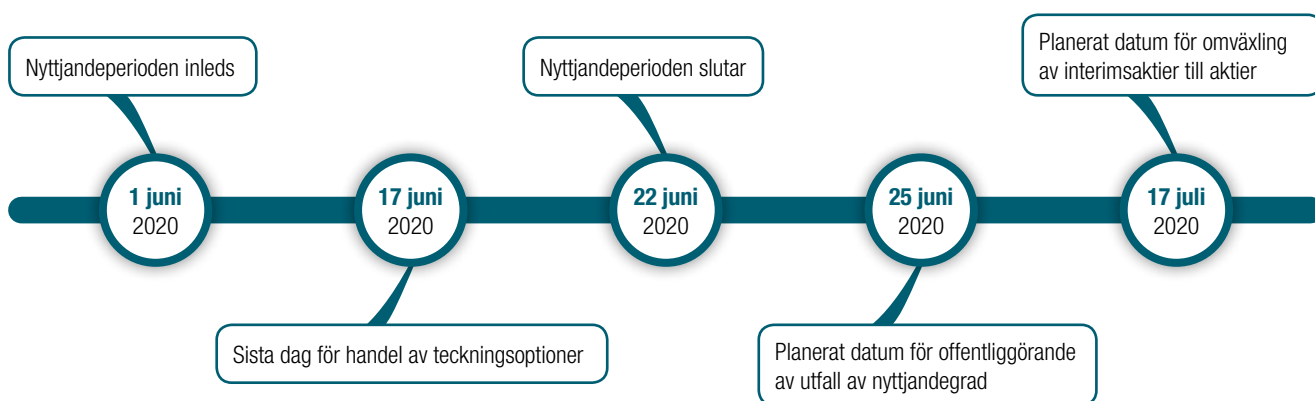 Nyttjandeperioden inleds
Nyttjandeperioden slutar
Planerat datum för omväxling
av interimsaktier till aktier
1 juni
2020
17 juni
2020
22 juni
2020
25 juni
2020
17 juli
2020
Sista dag för handel av teckningsoptioner
Planerat datum för offentliggörande
av utfall av nyttjandegrad